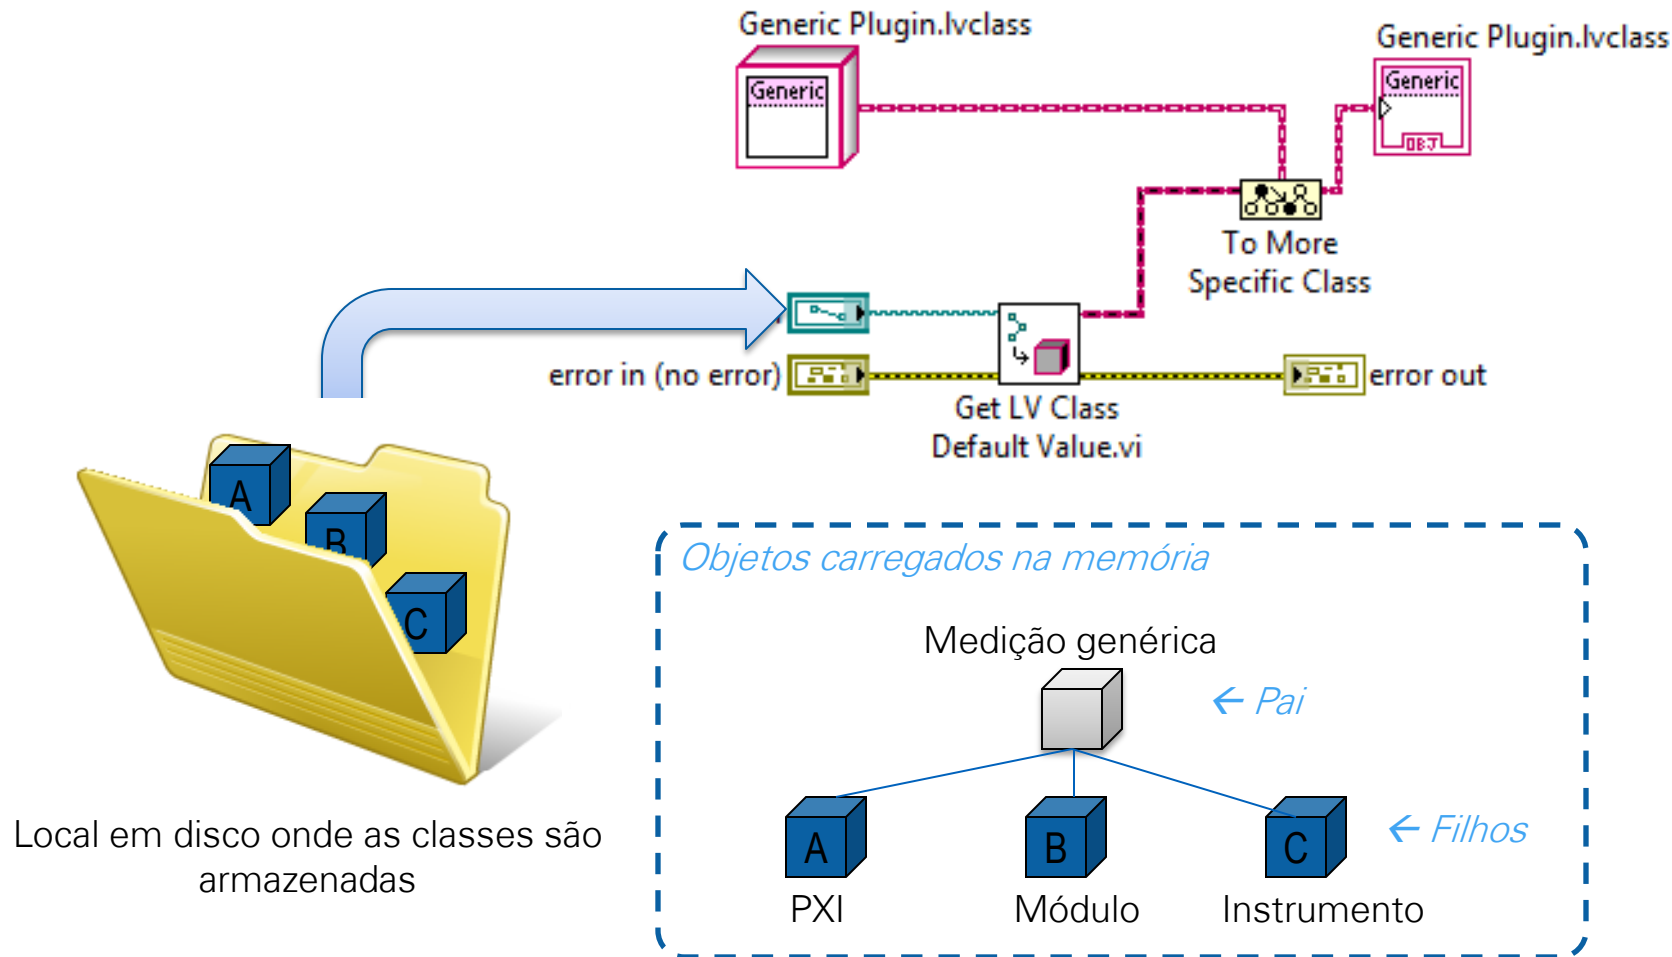 Generic Plugin.lvclass
Generic Plugin.lvclass
Generic
Generic
OBJ
To More
Specific Class
error in (no error)
error out
Get LV Class
Default Value.vi
A
B
C
Local em disco onde as classes são
armazenadas
Objetos carregados na memória
Medição genérica
← Pai
A
B
C
← Filhos
PXI
Módulo
Instrumento